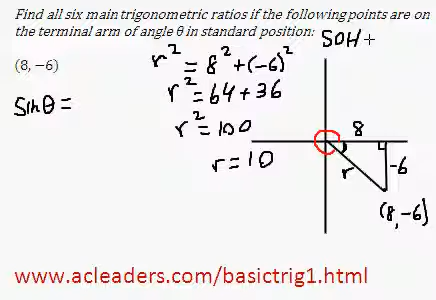 Find all six main trigonometric ratios if the following points are on
the terminal arm of angle θ in standard position:
SOH+
(8, −6)
r² = 8² + (-6)²
r² = 64 + 36
r² = 100
r = 10
sinθ =
8
-6
r
(8,-6)
www.acleaders.com/basictrig1.html